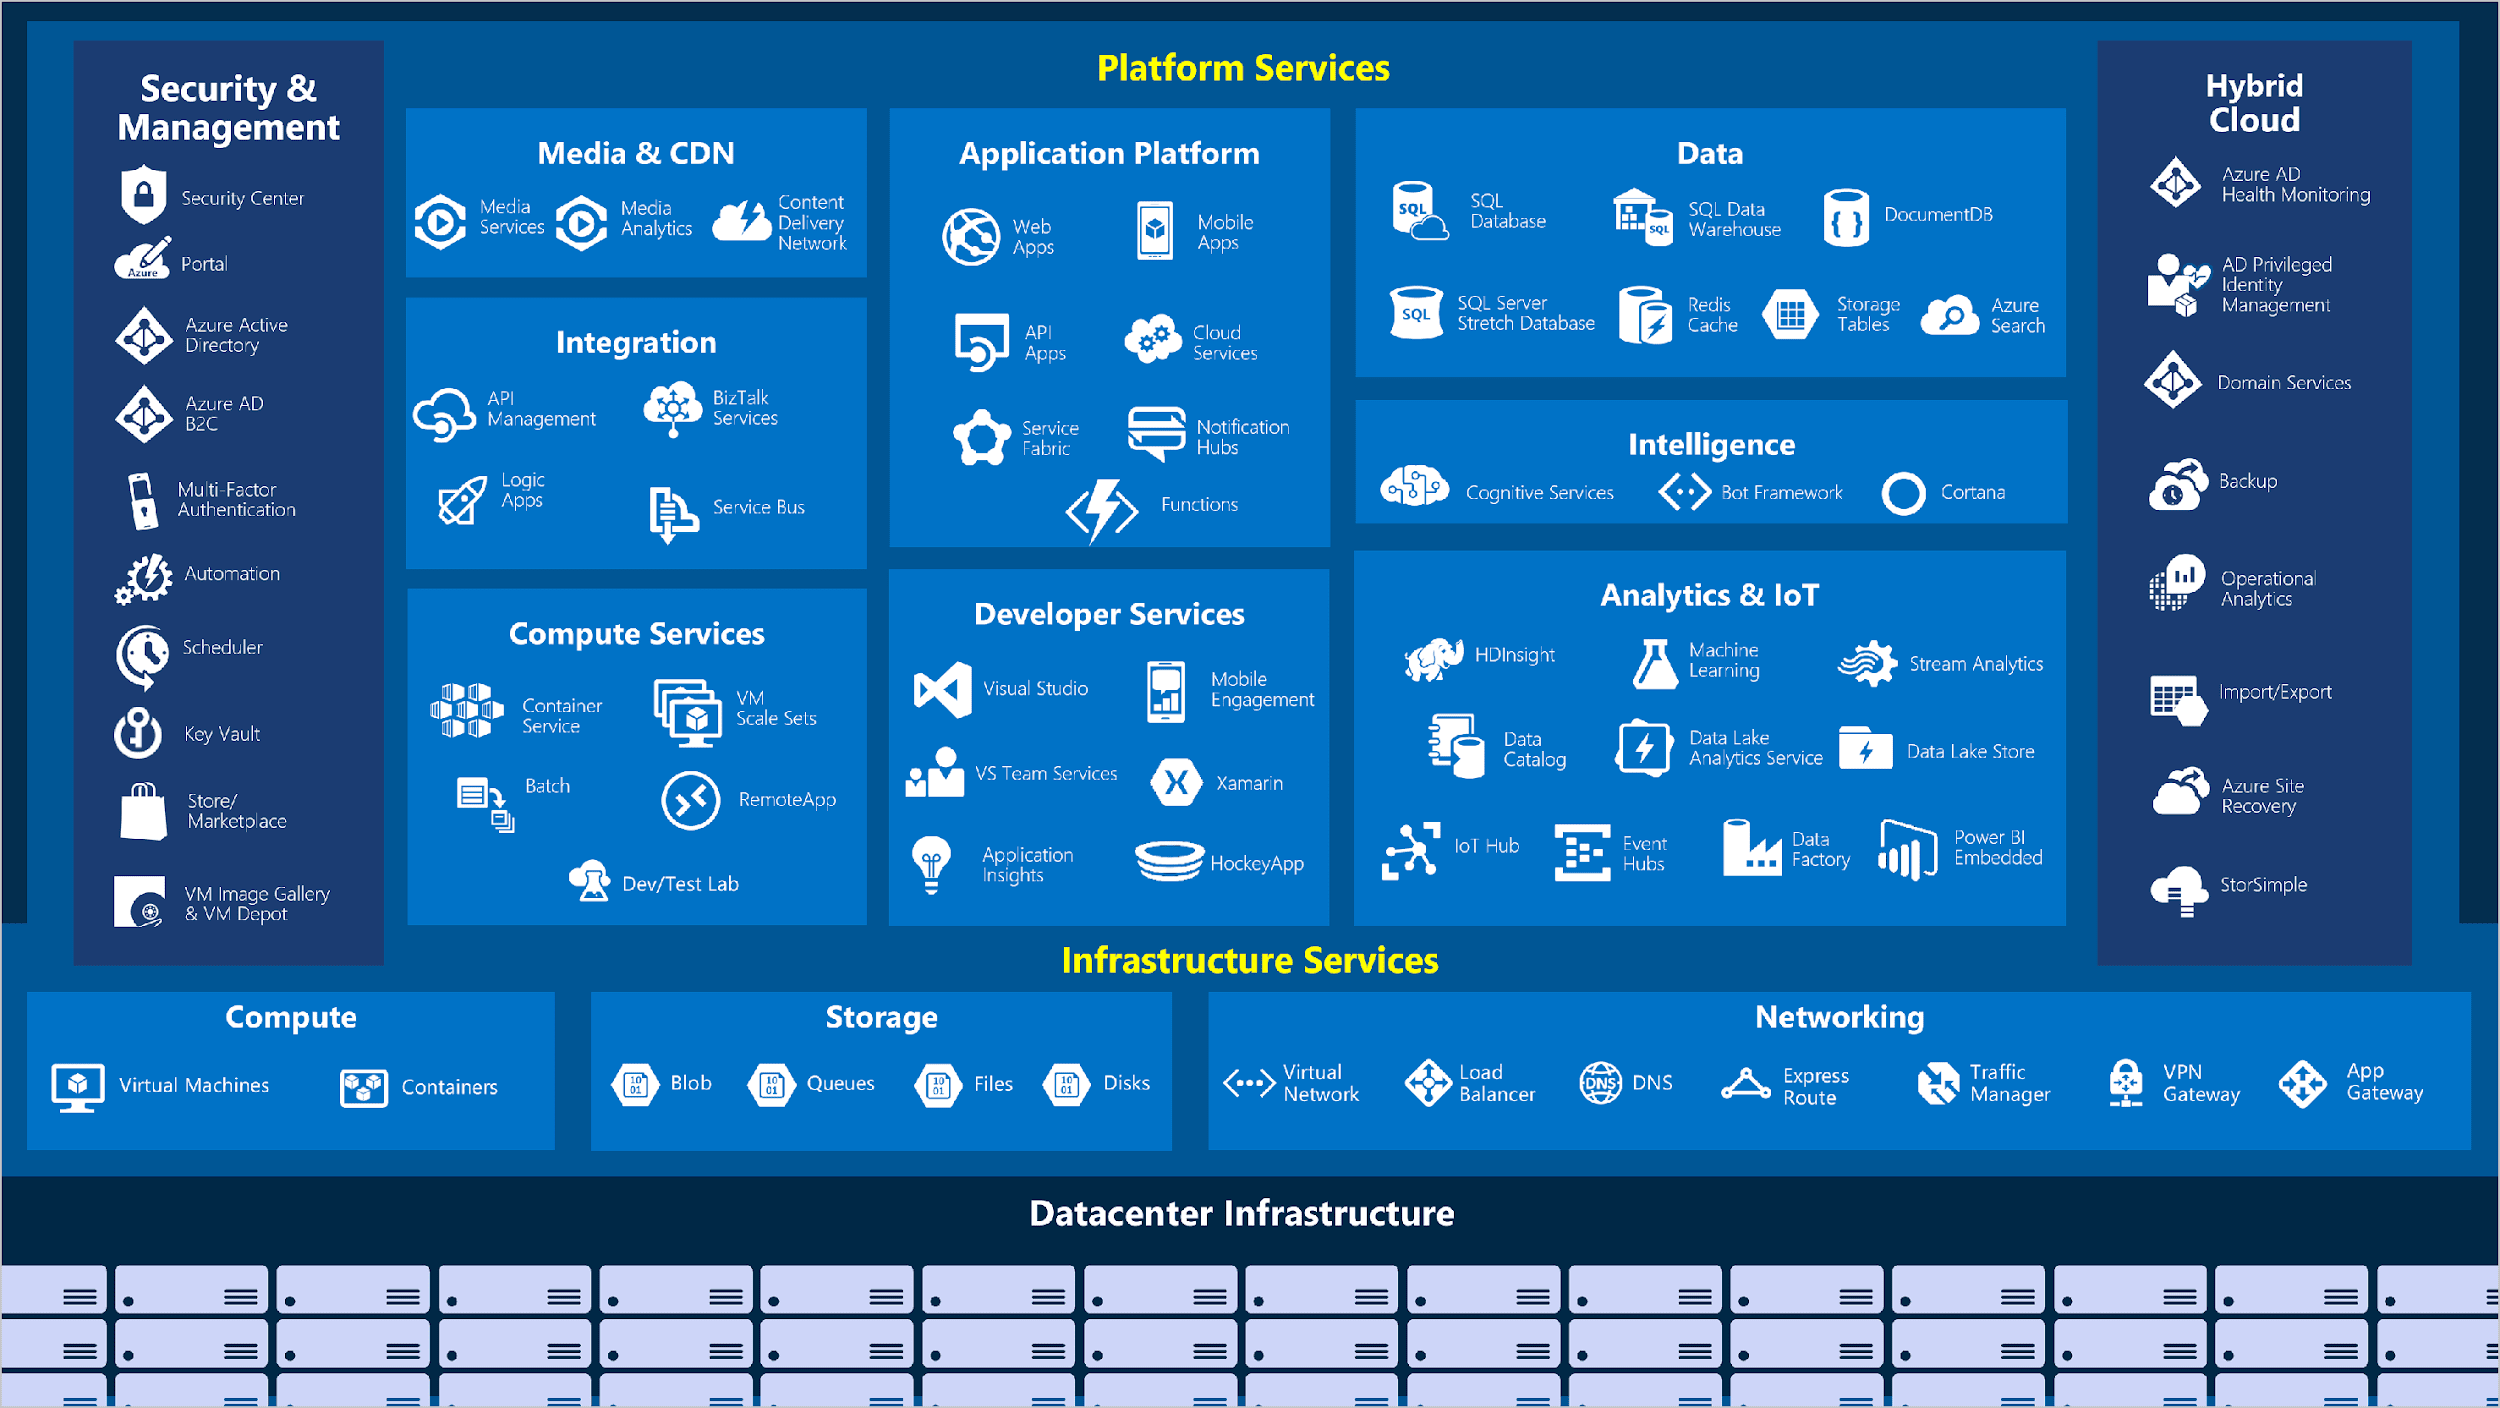 Platform Services
Security &
Management
Security Center
Azure
Portal
Azure Active
Directory
Azure AD
B2C
Multi-Factor
Authentication
Automation
Scheduler
Key Vault
Store/
Marketplace
VM Image Gallery
& VM Depot
Media & CDN
Media
Services
Media
Analytics
Content
Delivery
Network
Integration
API
Management
BizTalk
Services
Logic
Apps
Service Bus
Compute Services
Container
Service
VM
Scale Sets
Batch
RemoteApp
Dev/Test Lab
Application Platform
Web
Apps
Mobile
Apps
API
Apps
Cloud
Services
Service
Fabric
Notification
Hubs
Functions
Developer Services
Visual Studio
Mobile
Engagement
VS Team Services
X
Xamarin
Application
Insights
HockeyApp
Data
SQL
SQL
Database
SQL
SQL Data
Warehouse
{ }
DocumentDB
SQL
SQL Server
Stretch Database
Redis
Cache
Storage
Tables
Azure
Search
Intelligence
Cognitive Services
Bot Framework
Cortana
Analytics & IoT
HDInsight
Machine
Learning
Stream Analytics
Data
Catalog
Data Lake
Analytics Service
Data Lake Store
IoT Hub
Event
Hubs
Data
Factory
Power BI
Embedded
Hybrid
Cloud
Azure AD
Health Monitoring
AD Privileged
Identity
Management
Domain Services
Backup
Operational
Analytics
Import/Export
Azure Site
Recovery
StorSimple
Infrastructure Services
Compute
Virtual Machines
Containers
Storage
10
01
Blob
10
01
Queues
10
01
Files
10
01
Disks
Networking
Virtual
Network
Load
Balancer
DNS
DNS
Express
Route
Traffic
Manager
VPN
Gateway
App
Gateway
Datacenter Infrastructure